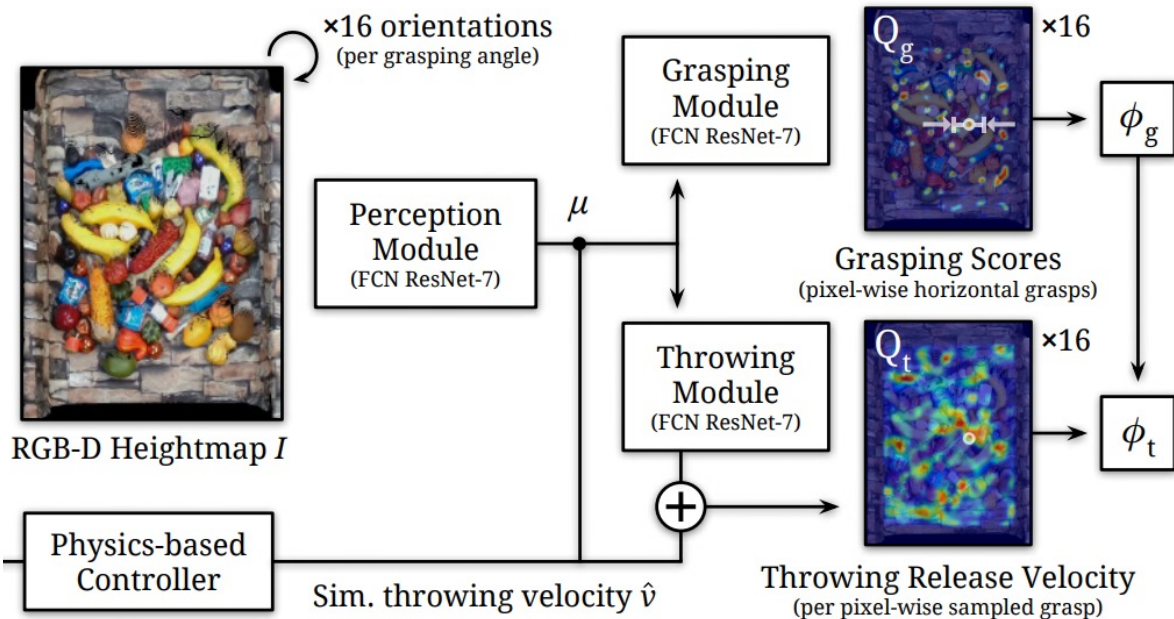 ×16 orientations
(per grasping angle)
RGB-D Heightmap I
Perception
Module
(FCN ResNet-7)
μ
Grasping
Module
(FCN ResNet-7)
Q_g
×16
ϕ_g
Grasping Scores
(pixel-wise horizontal grasps)
Throwing
Module
(FCN ResNet-7)
Q_t
×16
ϕ_t
+
Physics-based
Controller
Sim. throwing velocity v̂
Throwing Release Velocity
(per pixel-wise sampled grasp)